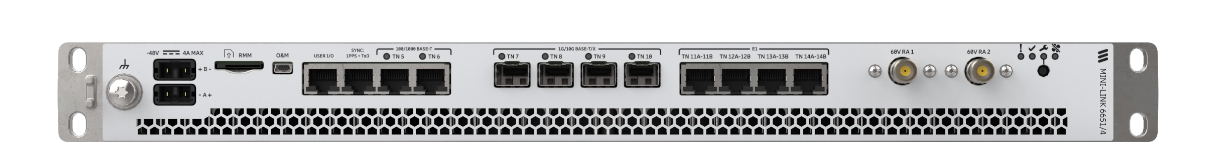 -48V 4A MAX
+ B -
- A +
RMM
O&M
USER I/O
SYNC:
1PPS + ToD
100/1000 BASE-T
TN 5
TN 6
1G/10G BASE-T/X
TN 7
TN 8
TN 9
TN 10
E1
TN 11A-11B
TN 12A-12B
TN 13A-13B
TN 14A-14B
60V RA 1
60V RA 2
MINI-LINK 6651/4